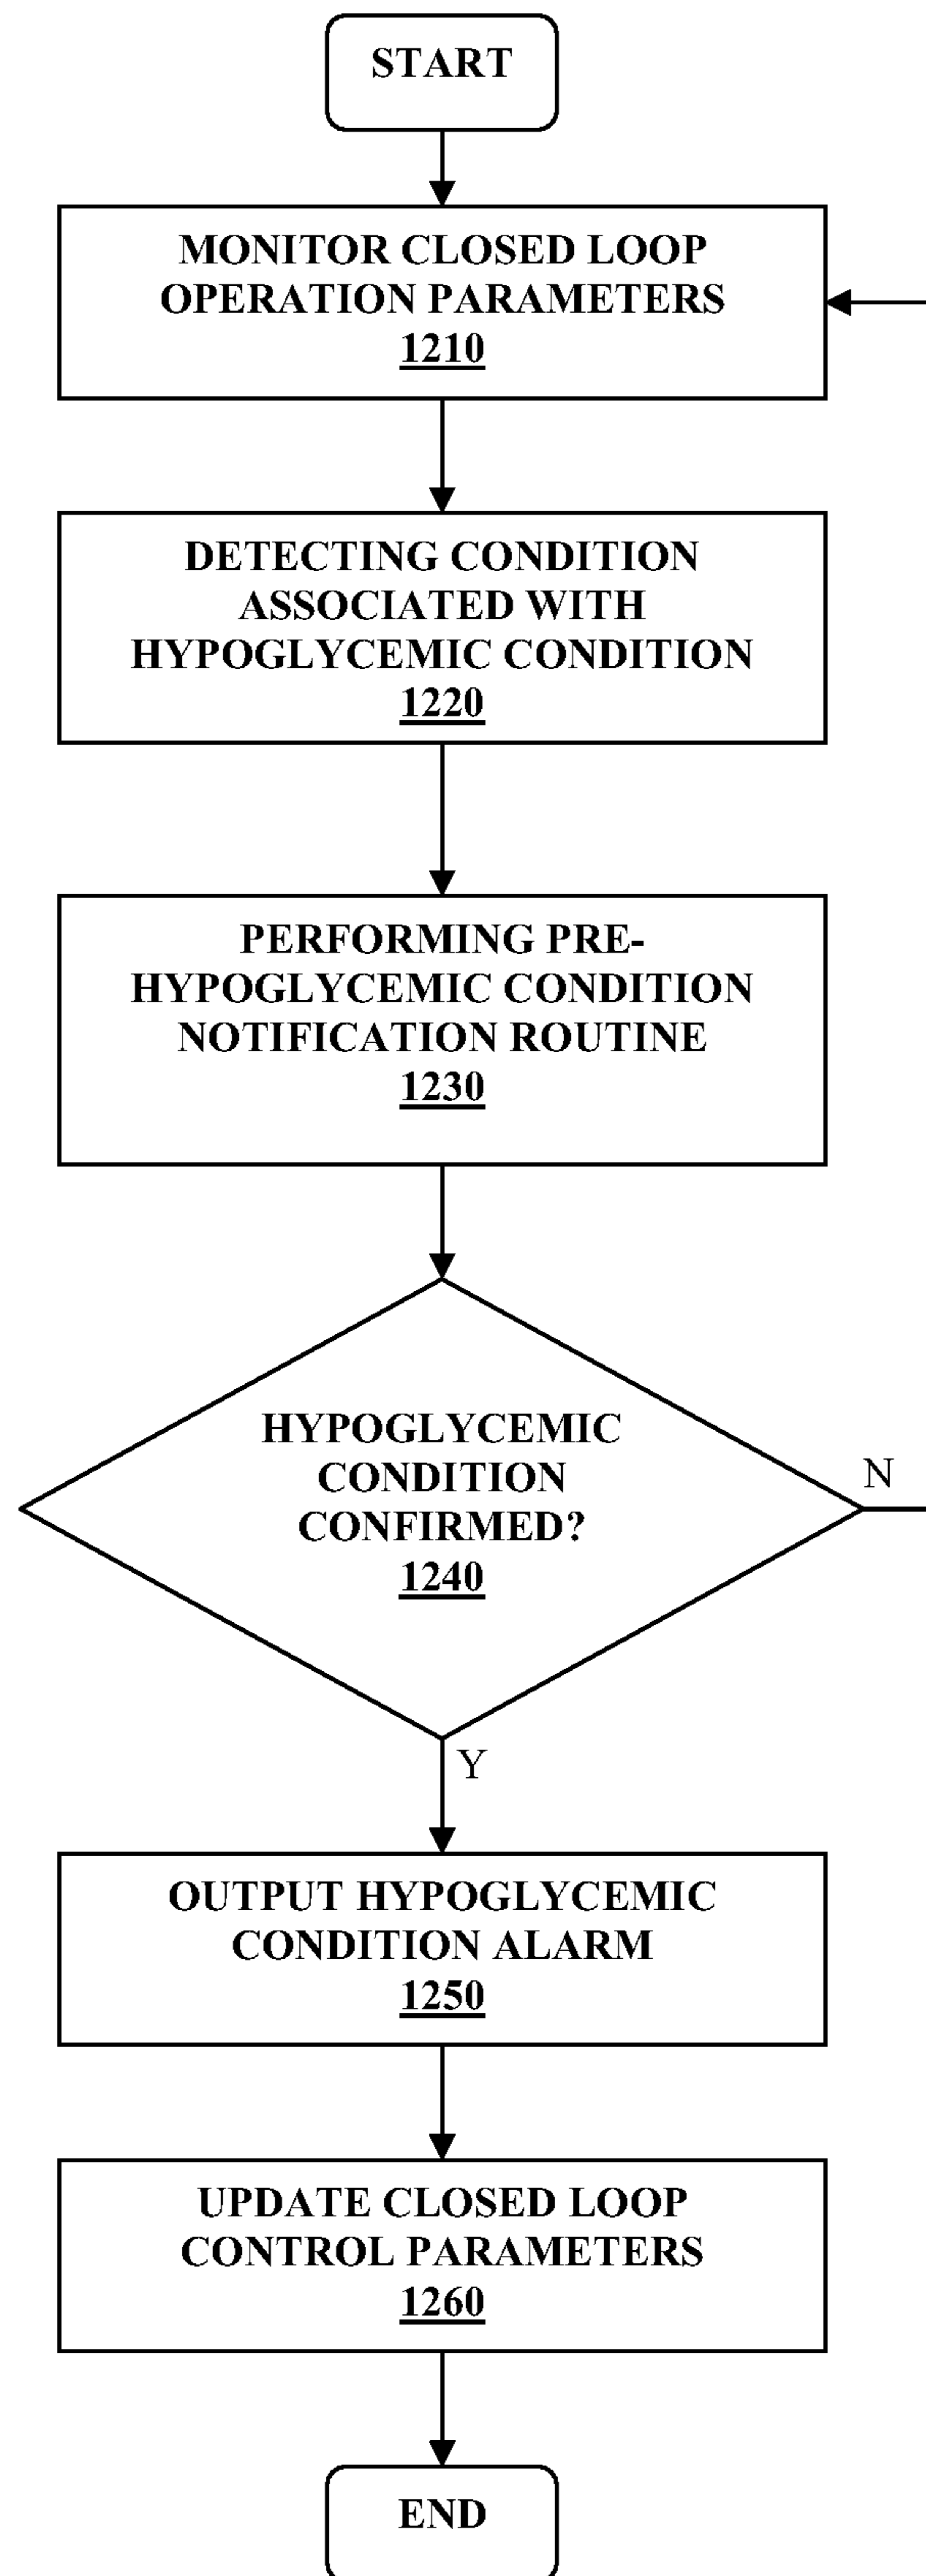 START
MONITOR CLOSED LOOP
OPERATION PARAMETERS
1210
DETECTING CONDITION
ASSOCIATED WITH
HYPOGLYCEMIC CONDITION
1220
PERFORMING PRE-
HYPOGLYCEMIC CONDITION
NOTIFICATION ROUTINE
1230
HYPOGLYCEMIC
CONDITION
CONFIRMED?
1240
N
Y
OUTPUT HYPOGLYCEMIC
CONDITION ALARM
1250
UPDATE CLOSED LOOP
CONTROL PARAMETERS
1260
END